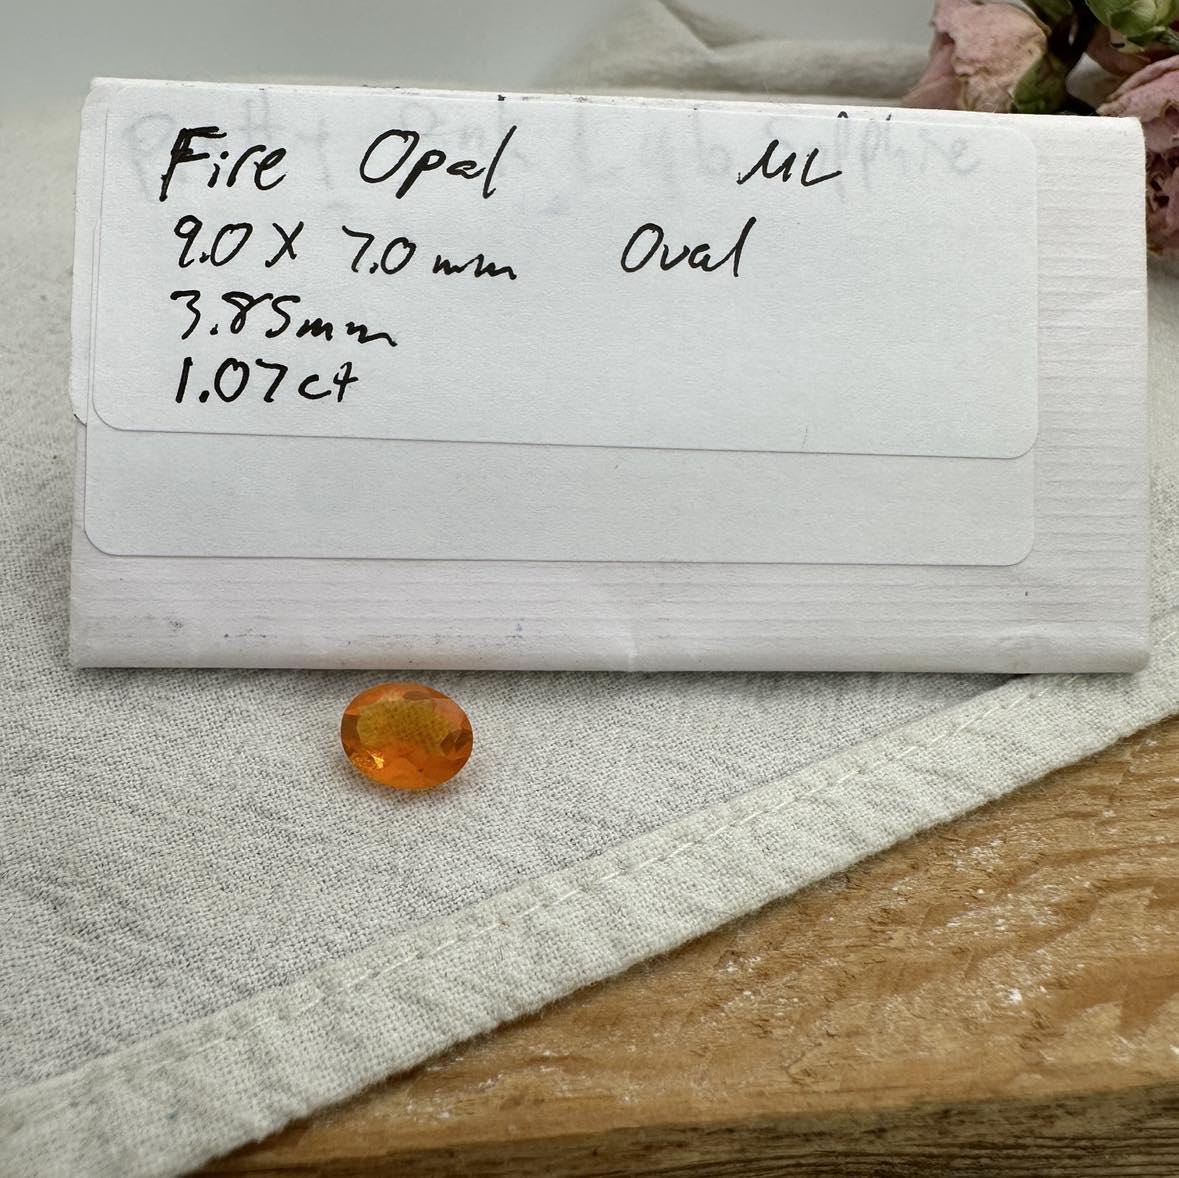 Fire Opal ML
9.0 X 7.0 mm Oval
3.85mm
1.07ct